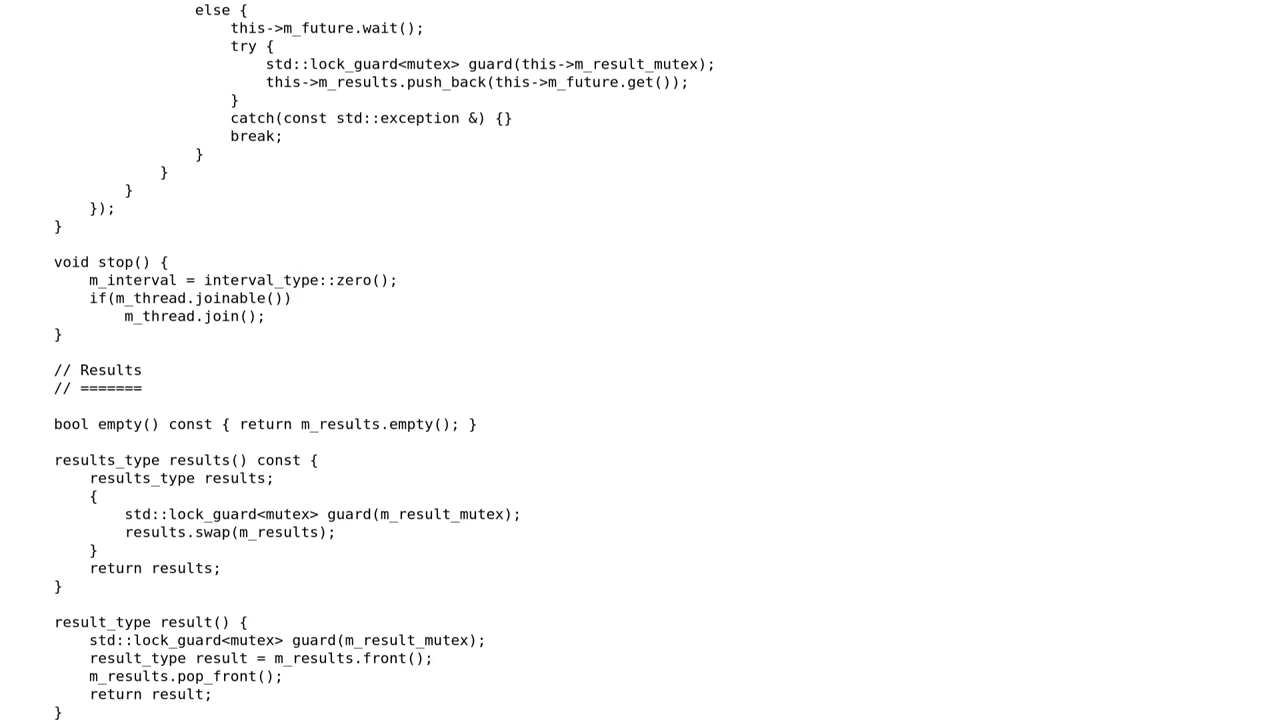 else {
this->m_future.wait();
try {
std::lock_guard<mutex> guard(this->m_result_mutex);
this->m_results.push_back(this->m_future.get());
}
catch(const std::exception &) {}
break;
}
}
}
});
}
void stop() {
m_interval = interval_type::zero();
if(m_thread.joinable())
m_thread.join();
}
// Results
// =======
bool empty() const { return m_results.empty(); }
results_type results() const {
results_type results;
{
std::lock_guard<mutex> guard(m_result_mutex);
results.swap(m_results);
}
return results;
}
result_type result() {
std::lock_guard<mutex> guard(m_result_mutex);
result_type result = m_results.front();
m_results.pop_front();
return result;
}